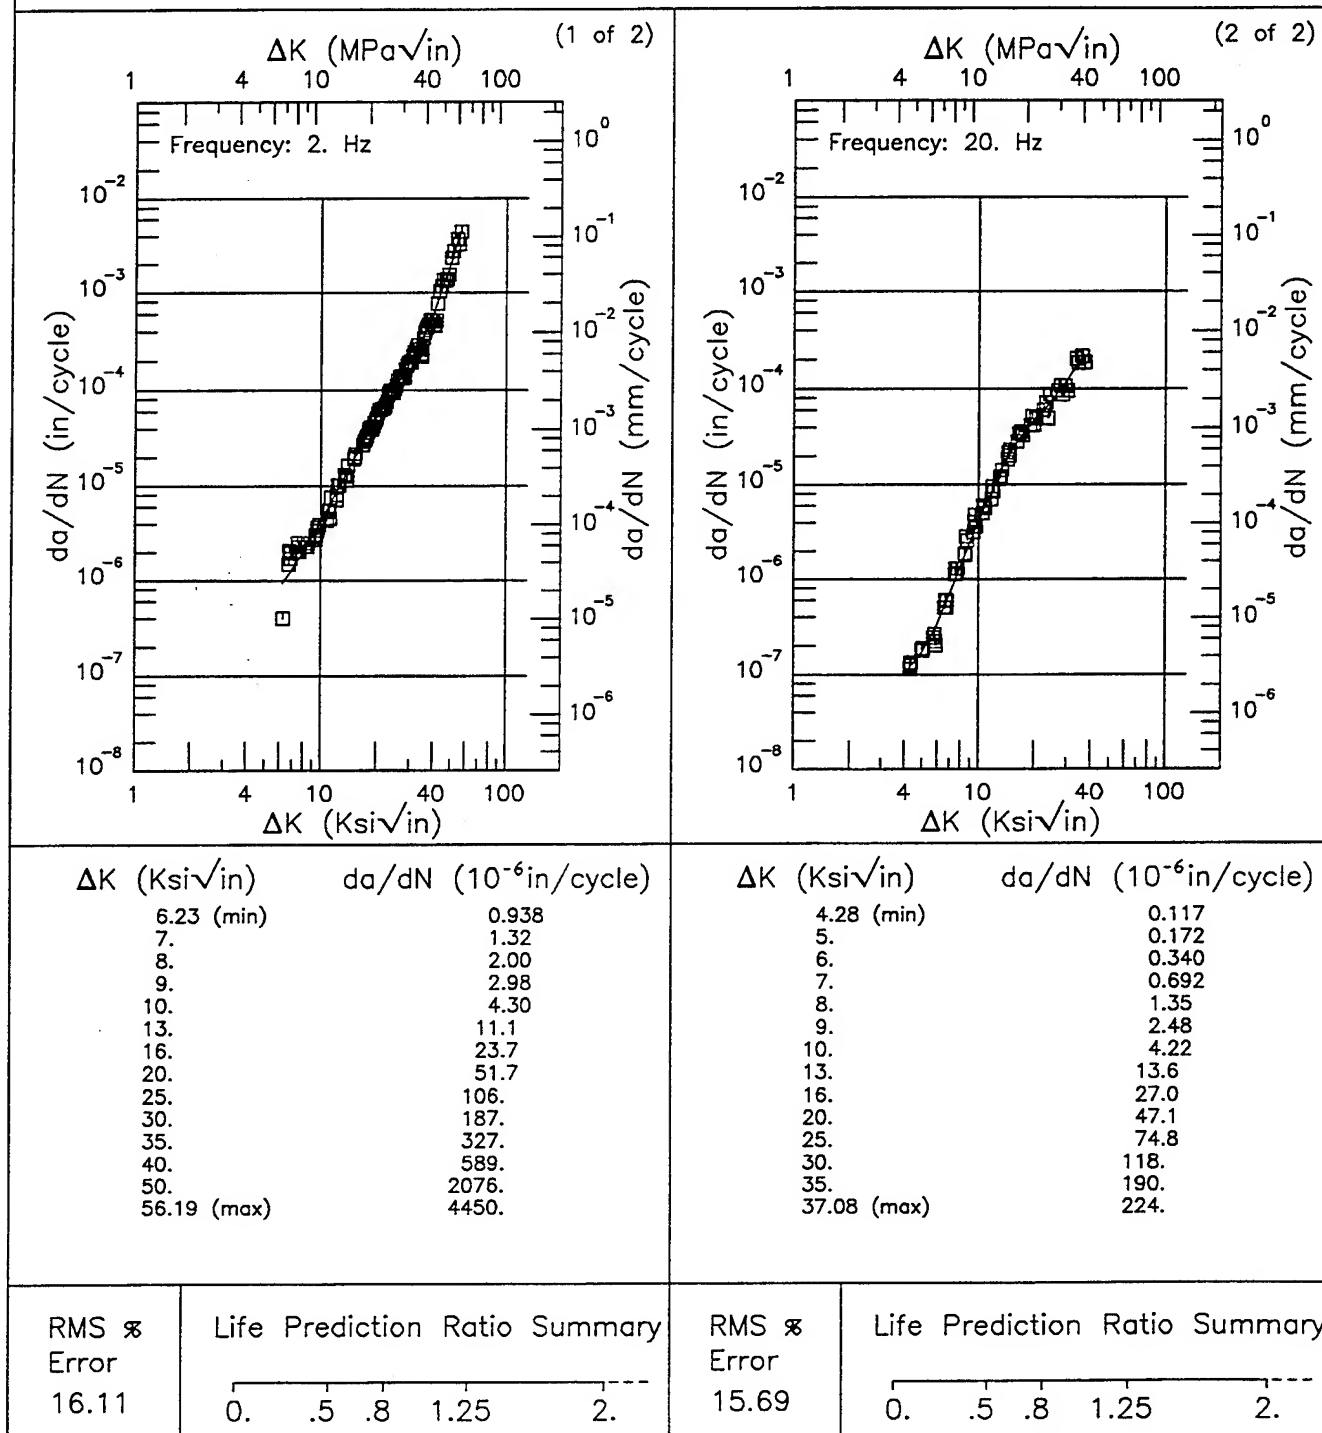 (1 of 2)
ΔK (MPa√in)
1 4 10 40 100
Frequency: 2. Hz
10⁰
10⁻²
10⁻¹
10⁻³
10⁻²
10⁻⁴
10⁻³
10⁻⁵
10⁻⁴
10⁻⁶
10⁻⁵
10⁻⁷
10⁻⁶
10⁻⁸
da/dN (in/cycle)
da/dN (mm/cycle)
1 4 10 40 100
ΔK (Ksi√in)
(2 of 2)
ΔK (MPa√in)
1 4 10 40 100
Frequency: 20. Hz
10⁰
10⁻²
10⁻¹
10⁻³
10⁻²
10⁻⁴
10⁻³
10⁻⁵
10⁻⁴
10⁻⁶
10⁻⁵
10⁻⁷
10⁻⁶
10⁻⁸
da/dN (in/cycle)
da/dN (mm/cycle)
1 4 10 40 100
ΔK (Ksi√in)
ΔK (Ksi√in) da/dN (10⁻⁶in/cycle)
6.23 (min) 0.938
7. 1.32
8. 2.00
9. 2.98
10. 4.30
13. 11.1
16. 23.7
20. 51.7
25. 106.
30. 187.
35. 327.
40. 589.
50. 2076.
56.19 (max) 4450.
ΔK (Ksi√in) da/dN (10⁻⁶in/cycle)
4.28 (min) 0.117
5. 0.172
6. 0.340
7. 0.692
8. 1.35
9. 2.48
10. 4.22
13. 13.6
16. 27.0
20. 47.1
25. 74.8
30. 118.
35. 190.
37.08 (max) 224.
RMS %
Error
16.11
Life Prediction Ratio Summary
0. .5 .8 1.25 2.
RMS %
Error
15.69
Life Prediction Ratio Summary
0. .5 .8 1.25 2.